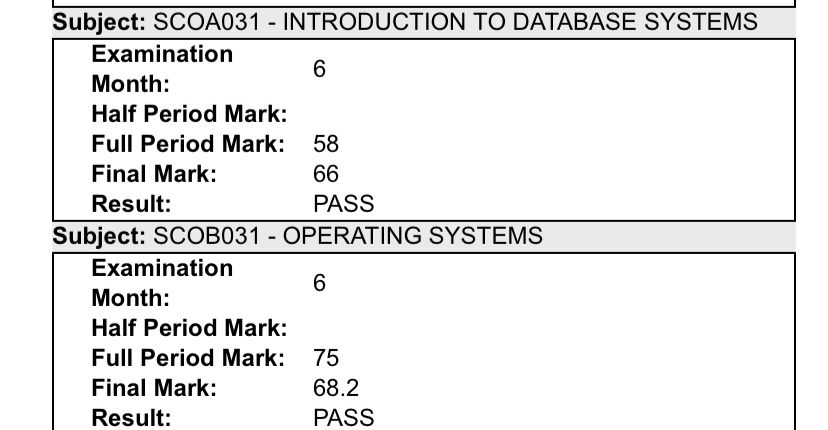 Subject: SCOA031 - INTRODUCTION TO DATABASE SYSTEMS
Examination Month: 6
Half Period Mark:
Full Period Mark: 58
Final Mark: 66
Result: PASS
Subject: SCOB031 - OPERATING SYSTEMS
Examination Month: 6
Half Period Mark:
Full Period Mark: 75
Final Mark: 68.2
Result: PASS